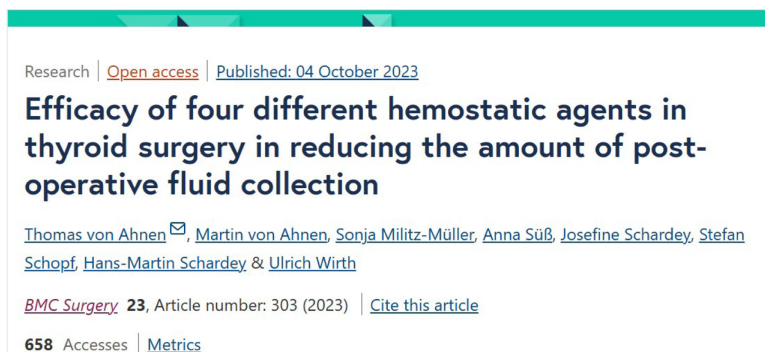 Research Open access Published: 04 October 2023
Efficacy of four different hemostatic agents in
thyroid surgery in reducing the amount of post-
operative fluid collection
Thomas von Ahnen, Martin von Ahnen, Sonja Militz-Müller, Anna Süß, Josefine Schardey, Stefan
Schopf, Hans-Martin Schardey & Ulrich Wirth
BMC Surgery 23, Article number: 303 (2023) Cite this article
658 Accesses Metrics